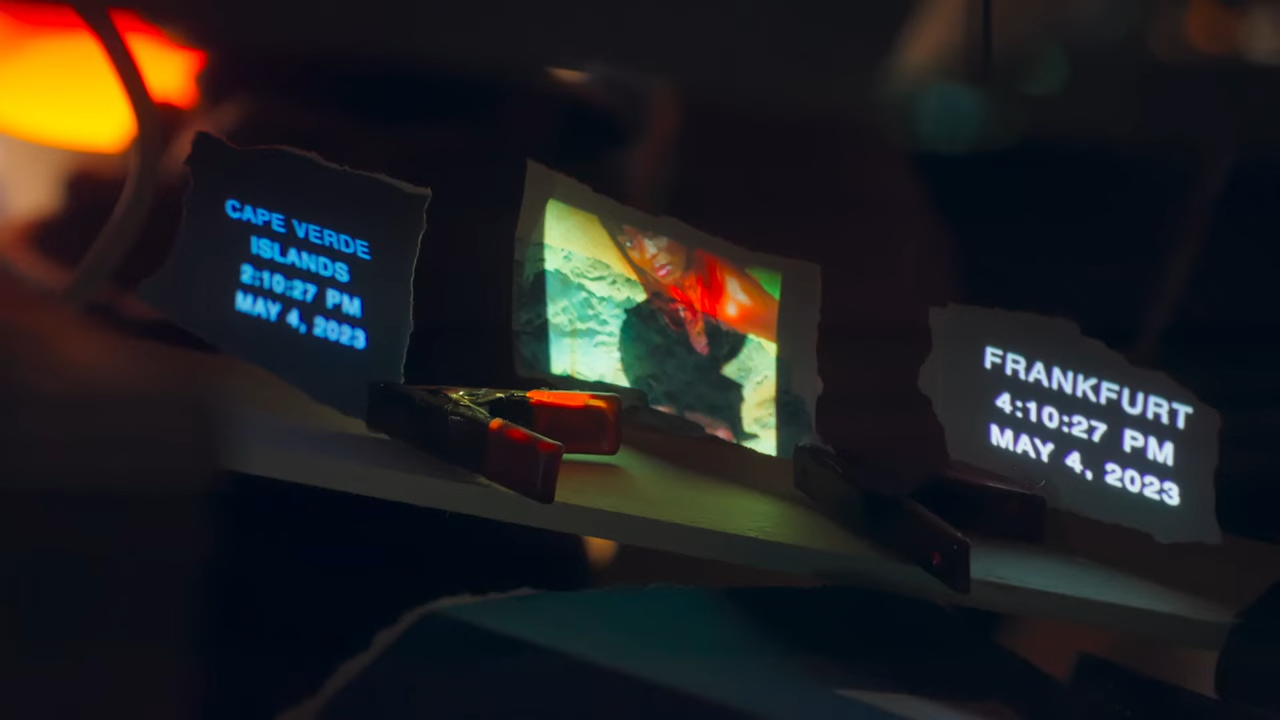 CAPE VERDE
ISLANDS
2:10:27 PM
MAY 4, 2023
FRANKFURT
4:10:27 PM
MAY 4, 2023